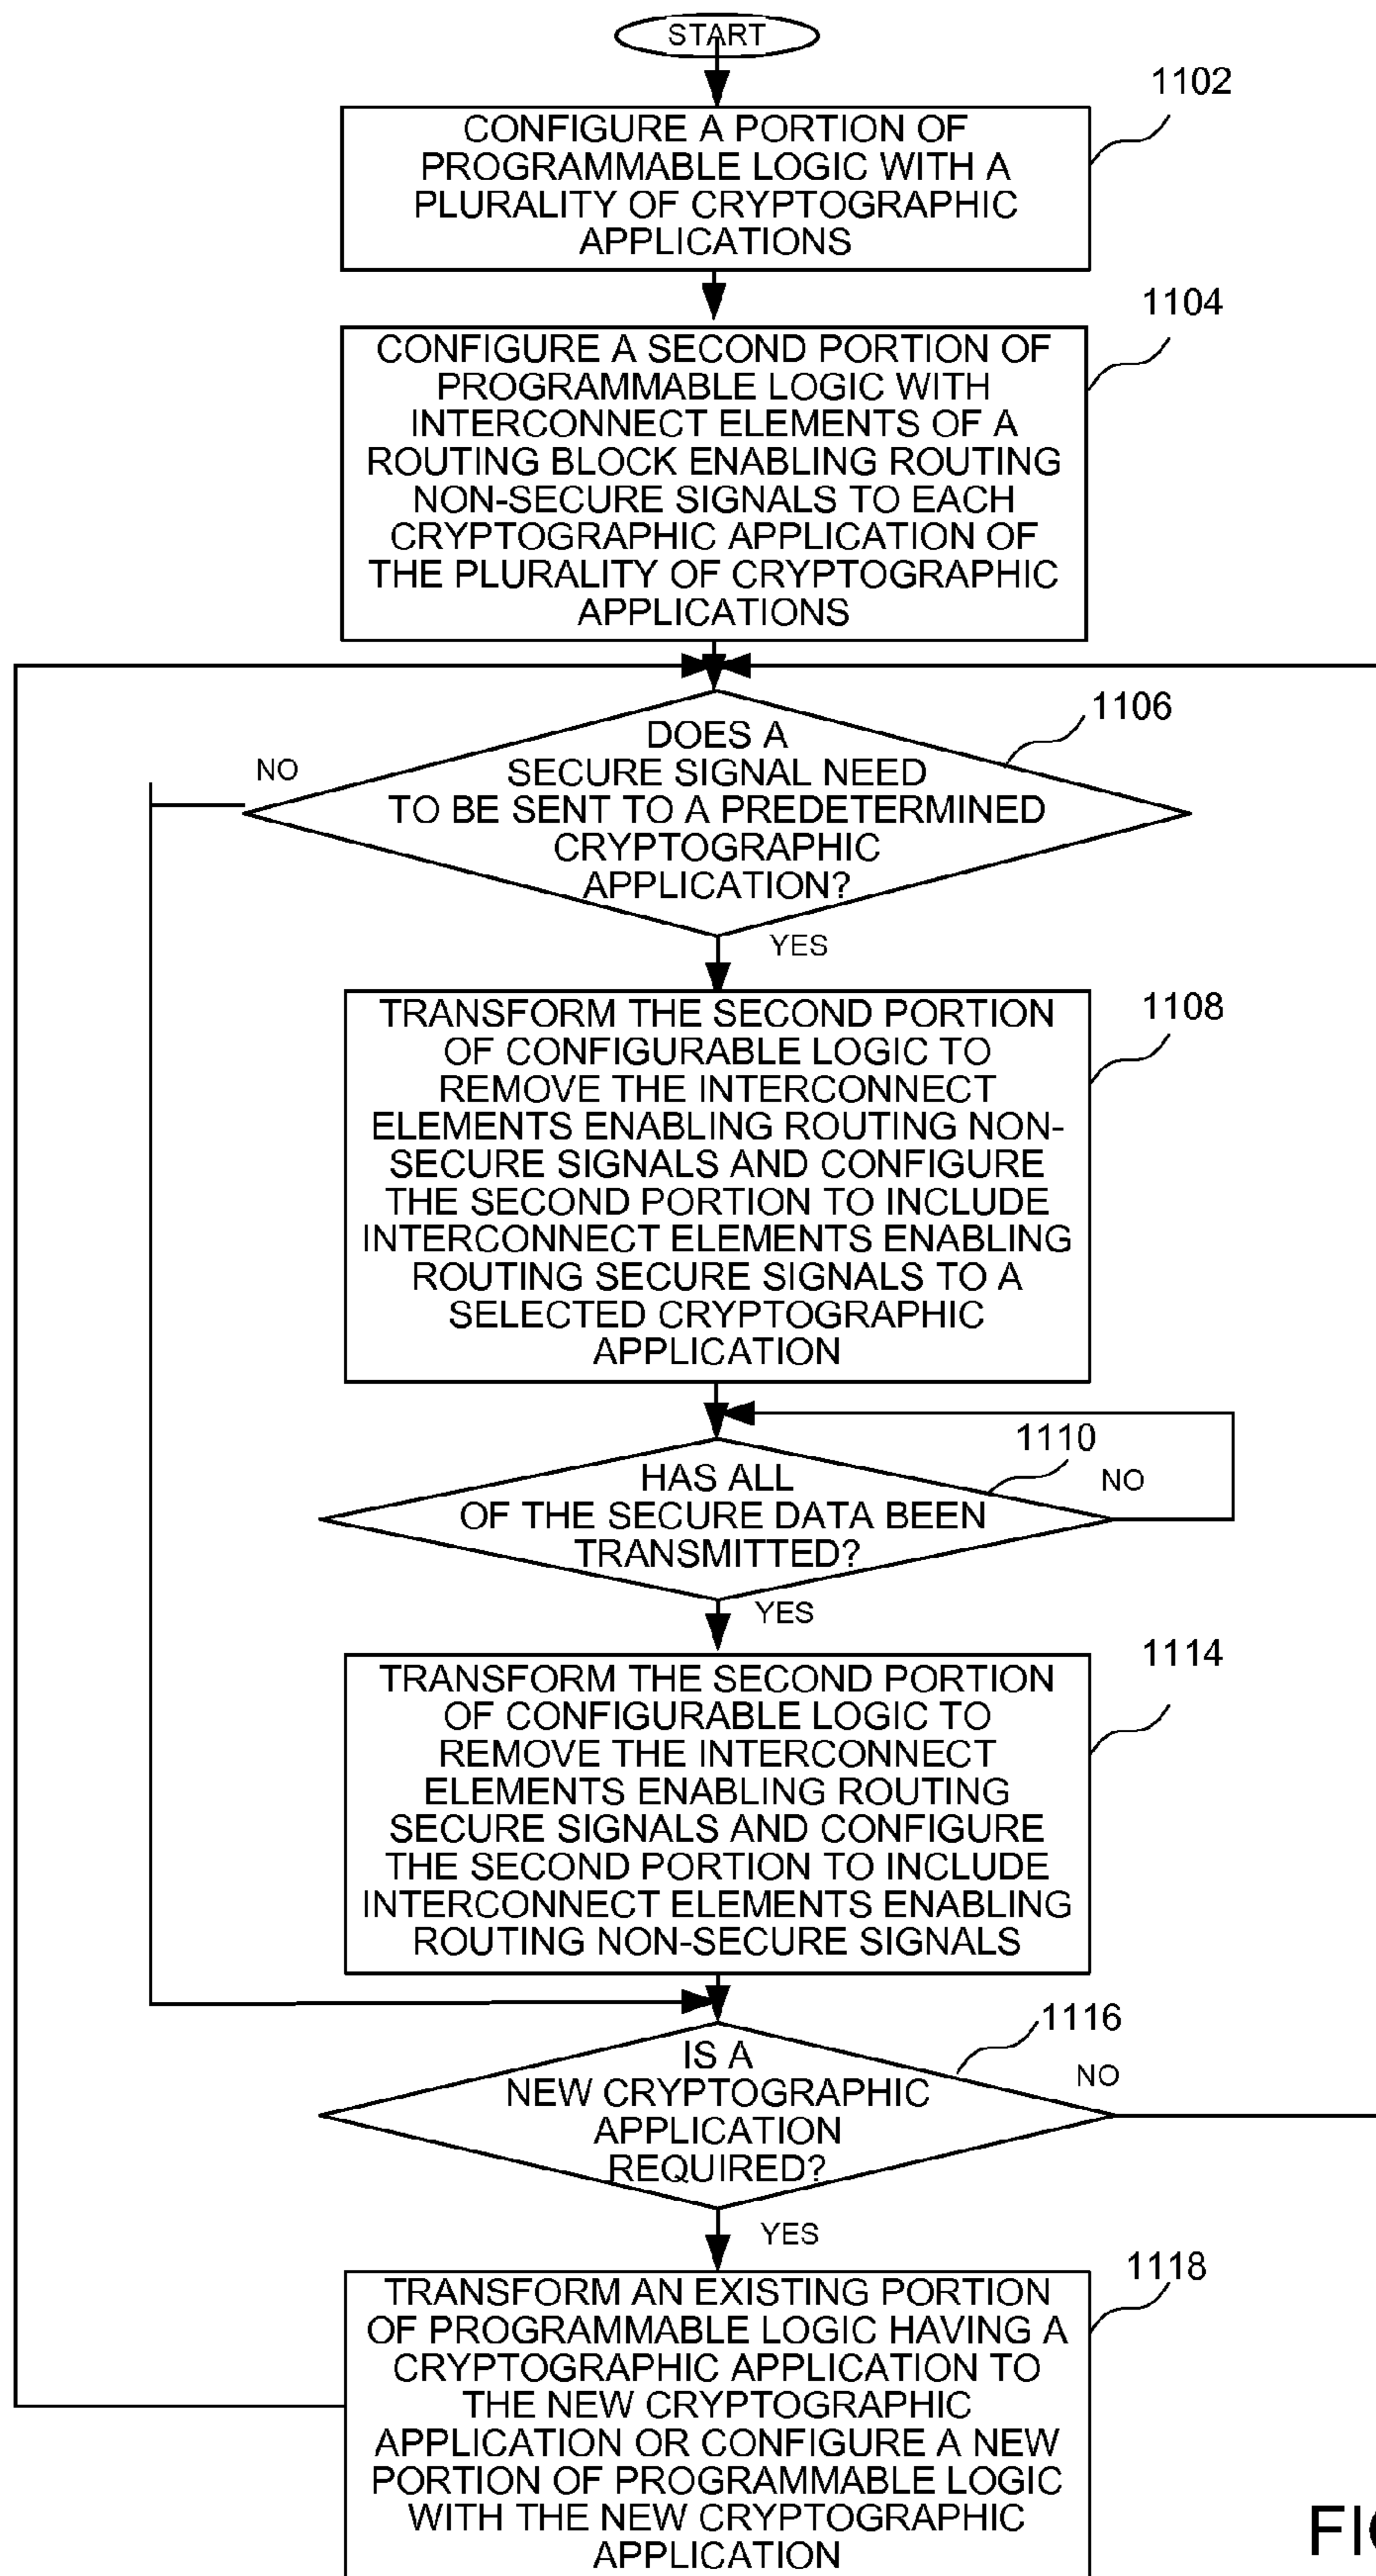 START
1102
CONFIGURE A PORTION OF
PROGRAMMABLE LOGIC WITH A
PLURALITY OF CRYPTOGRAPHIC
APPLICATIONS
1104
CONFIGURE A SECOND PORTION OF
PROGRAMMABLE LOGIC WITH
INTERCONNECT ELEMENTS OF A
ROUTING BLOCK ENABLING ROUTING
NON-SECURE SIGNALS TO EACH
CRYPTOGRAPHIC APPLICATION OF
THE PLURALITY OF CRYPTOGRAPHIC
APPLICATIONS
1106
NO
DOES A
SECURE SIGNAL NEED
TO BE SENT TO A PREDETERMINED
CRYPTOGRAPHIC
APPLICATION?
YES
1108
TRANSFORM THE SECOND PORTION
OF CONFIGURABLE LOGIC TO
REMOVE THE INTERCONNECT
ELEMENTS ENABLING ROUTING NON-
SECURE SIGNALS AND CONFIGURE
THE SECOND PORTION TO INCLUDE
INTERCONNECT ELEMENTS ENABLING
ROUTING SECURE SIGNALS TO A
SELECTED CRYPTOGRAPHIC
APPLICATION
1110
NO
HAS ALL
OF THE SECURE DATA BEEN
TRANSMITTED?
YES
1114
TRANSFORM THE SECOND PORTION
OF CONFIGURABLE LOGIC TO
REMOVE THE INTERCONNECT
ELEMENTS ENABLING ROUTING
SECURE SIGNALS AND CONFIGURE
THE SECOND PORTION TO INCLUDE
INTERCONNECT ELEMENTS ENABLING
ROUTING NON-SECURE SIGNALS
1116
NO
IS A
NEW CRYPTOGRAPHIC
APPLICATION
REQUIRED?
YES
1118
TRANSFORM AN EXISTING PORTION
OF PROGRAMMABLE LOGIC HAVING A
CRYPTOGRAPHIC APPLICATION TO
THE NEW CRYPTOGRAPHIC
APPLICATION OR CONFIGURE A NEW
PORTION OF PROGRAMMABLE LOGIC
WITH THE NEW CRYPTOGRAPHIC
APPLICATION